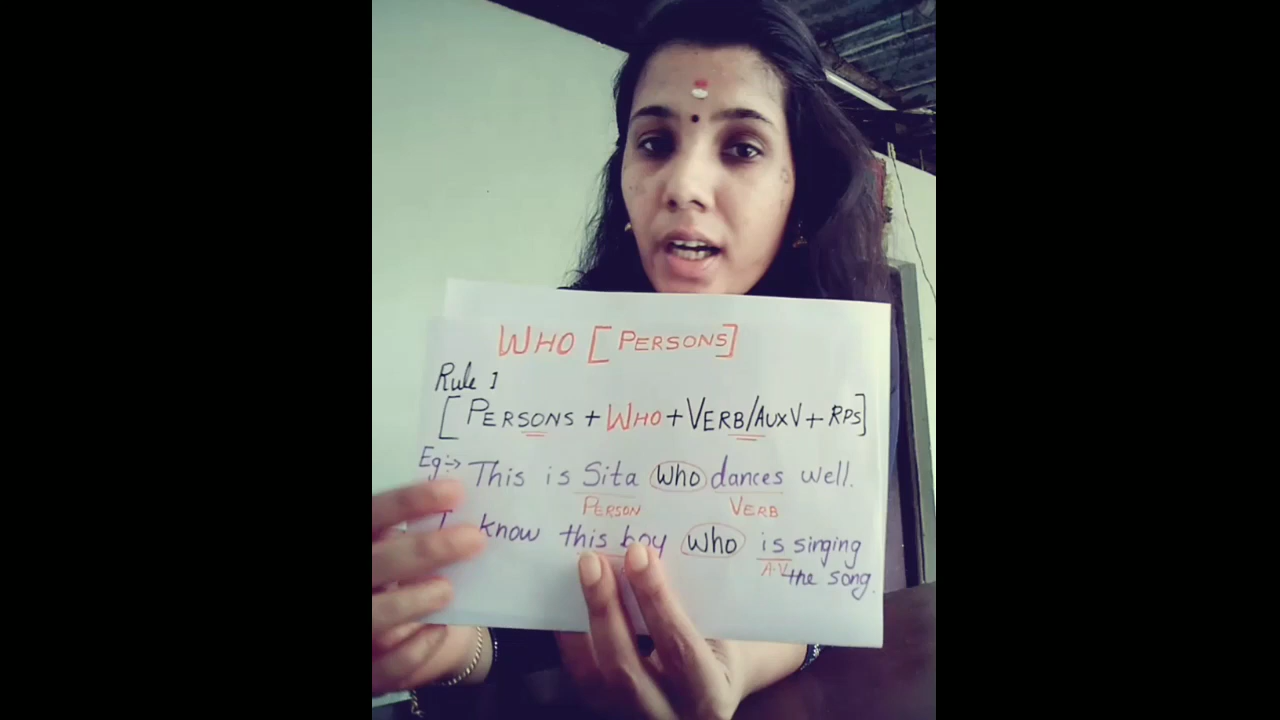 WHO [PERSONS]
Rule 1
[PERSONS + WHO + VERB/AUXV + RPS]
Eg:-> This is Sita who dances well.
PERSON VERB
I know this boy who is singing
A.V the song.